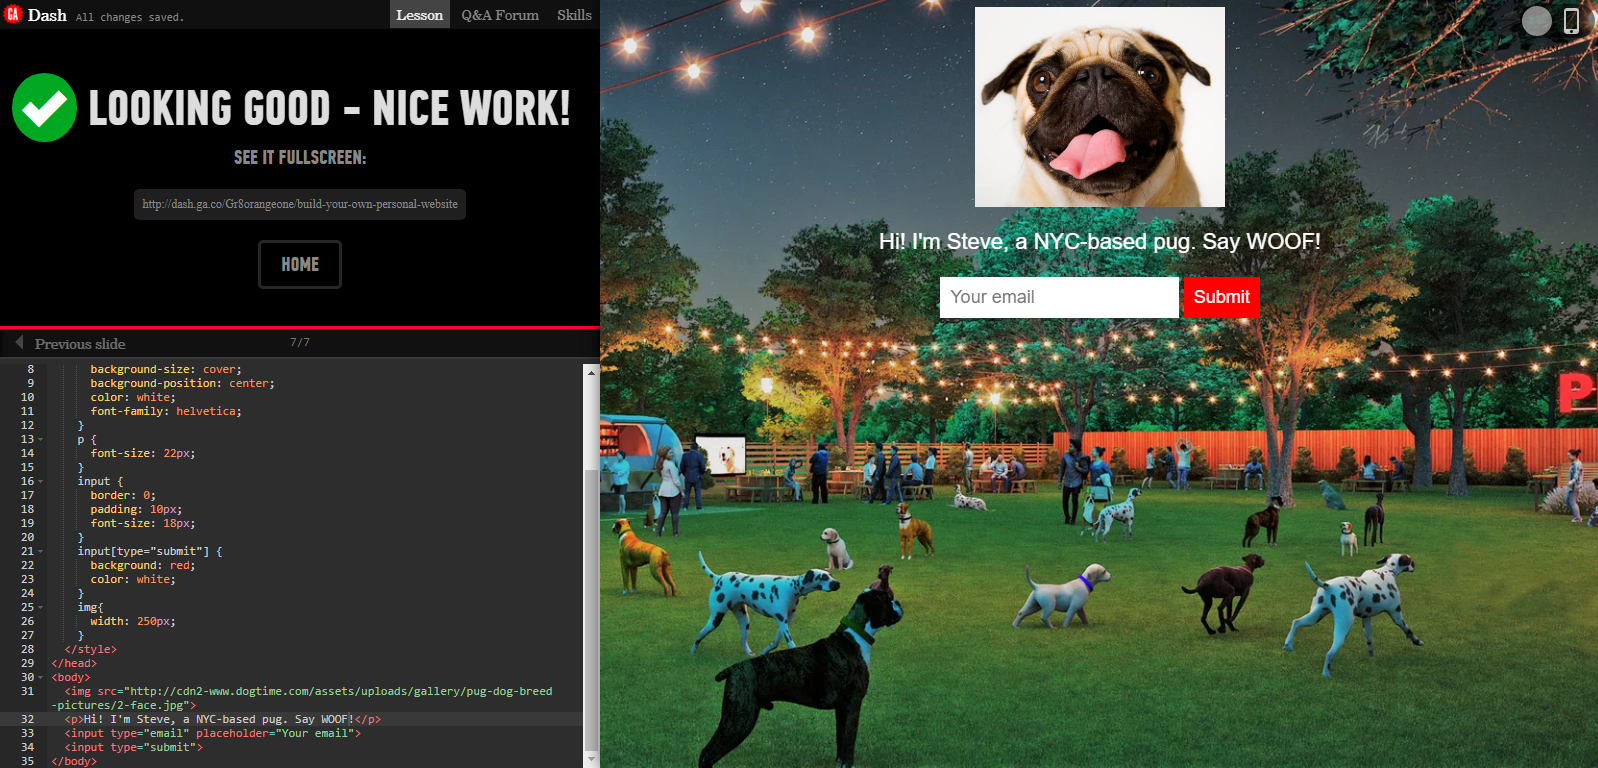 GA Dash All changes saved. Lesson Q&A Forum Skills
LOOKING GOOD - NICE WORK!
SEE IT FULLSCREEN:
http://dash.ga.co/Gr8orangeone/build-your-own-personal-website
HOME
Previous slide 7/7
8 background-size: cover;
9 background-position: center;
10 color: white;
11 font-family: helvetica;
12 }
13 p {
14 font-size: 22px;
15 }
16 input {
17 border: 0;
18 padding: 10px;
19 font-size: 18px;
20 }
21 input[type="submit"] {
22 background: red;
23 color: white;
24 }
25 img{
26 width: 250px;
27 }
28 </style>
29 </head>
30 <body>
31 <img src="http://cdn2-www.dogtime.com/assets/uploads/gallery/pug-dog-breed
-pictures/2-face.jpg">
32 <p>Hi! I'm Steve, a NYC-based pug. Say WOOF!</p>
33 <input type="email" placeholder="Your email">
34 <input type="submit">
35 </body>
Hi! I'm Steve, a NYC-based pug. Say WOOF!
Your email Submit